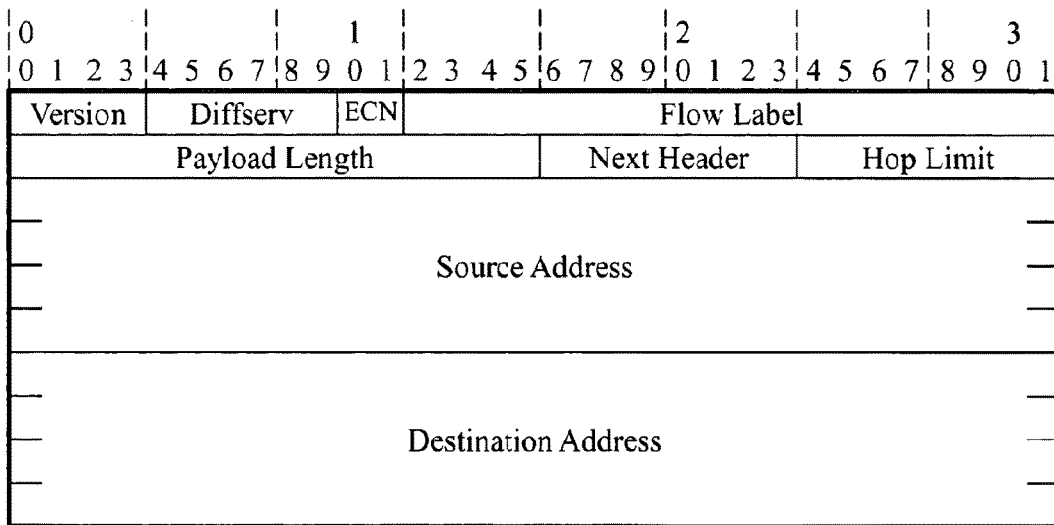 0 1 2 3
0 1 2 3 4 5 6 7 8 9 0 1 2 3 4 5 6 7 8 9 0 1 2 3 4 5 6 7 8 9 0 1
Version Diffserv ECN Flow Label
Payload Length Next Header Hop Limit
Source Address
Destination Address